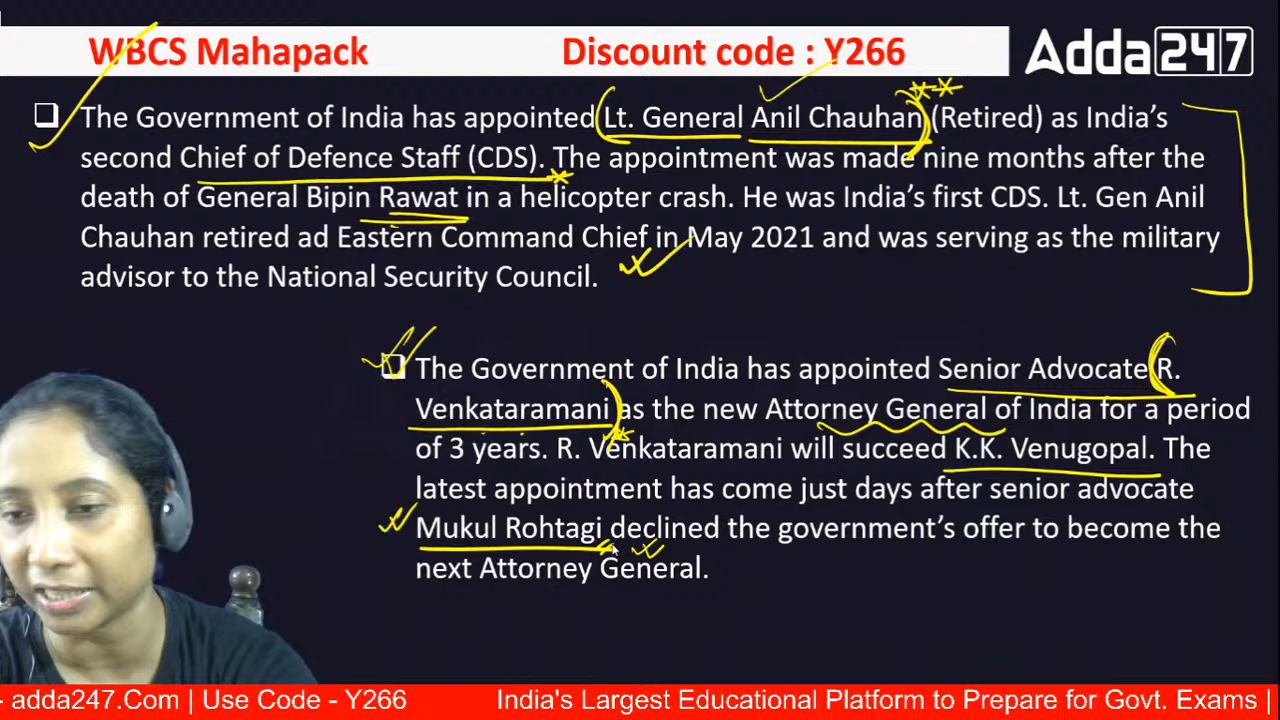 WBCS Mahapack Discount code : Y266 Adda247
The Government of India has appointed Lt. General Anil Chauhan (Retired) as India's
second Chief of Defence Staff (CDS). The appointment was made nine months after the
death of General Bipin Rawat in a helicopter crash. He was India's first CDS. Lt. Gen Anil
Chauhan retired ad Eastern Command Chief in May 2021 and was serving as the military
advisor to the National Security Council.
The Government of India has appointed Senior Advocate R.
Venkataramani as the new Attorney General of India for a period
of 3 years. R. Venkataramani will succeed K.K. Venugopal. The
latest appointment has come just days after senior advocate
Mukul Rohtagi declined the government's offer to become the
next Attorney General.
- adda247.Com | Use Code - Y266 India's Largest Educational Platform to Prepare for Govt. Exams |